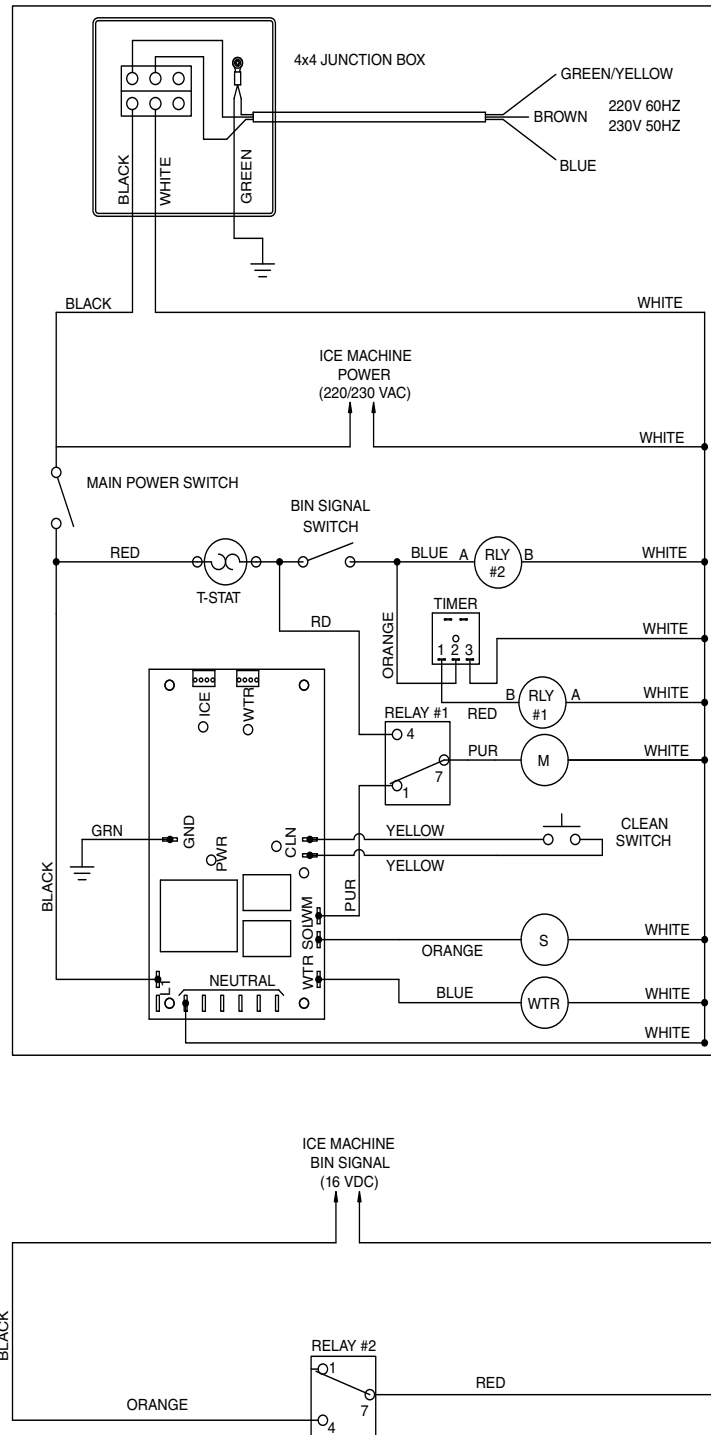 4x4 JUNCTION BOX
GREEN/YELLOW
BROWN
220V 60HZ
230V 50HZ
BLUE
BLACK
WHITE
GREEN
BLACK
WHITE
ICE MACHINE
POWER
(220/230 VAC)
WHITE
MAIN POWER SWITCH
BIN SIGNAL
SWITCH
RED
T-STAT
BLUE
A
RLY
#2
B
WHITE
RD
ORANGE
TIMER
1 2 3
WHITE
ICE
WTR
RELAY #1
4
7
1
RED
B
RLY
#1
A
WHITE
PUR
M
WHITE
GRN
GND
PWR
CLN
YELLOW
YELLOW
CLEAN
SWITCH
BLACK
PUR
WM
SOL
WTR
ORANGE
S
WHITE
L1
NEUTRAL
BLUE
WTR
WHITE
WHITE
ICE MACHINE
BIN SIGNAL
(16 VDC)
BLACK
RELAY #2
1
7
4
RED
ORANGE